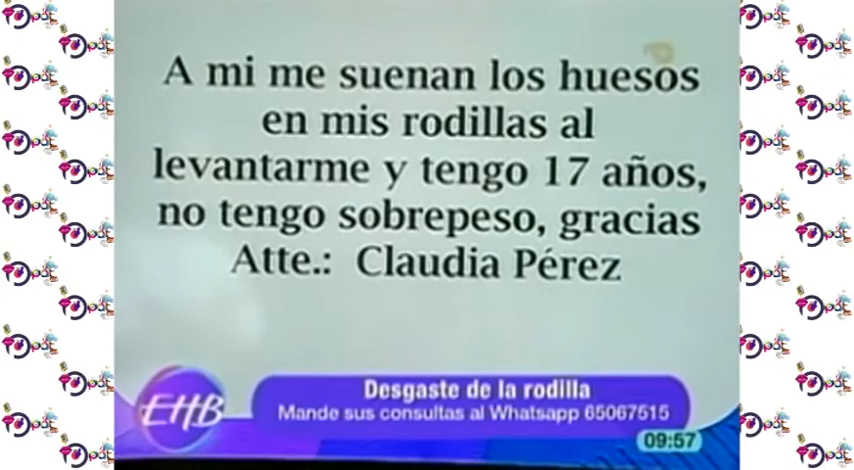 A mi me suenan los huesos
en mis rodillas al
levantarme y tengo 17 años,
no tengo sobrepeso, gracias
Atte.: Claudia Pérez
EHB
Desgaste de la rodilla
Mande sus consultas al Whatsapp 65067515
09:57